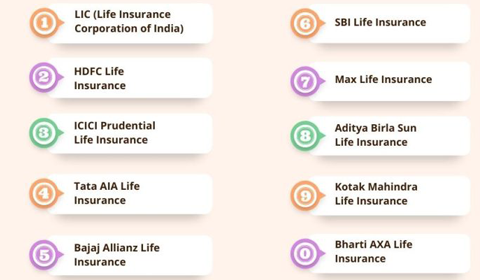 1
LIC (Life Insurance
Corporation of India)
2
HDFC Life
Insurance
3
ICICI Prudential
Life Insurance
4
Tata AIA Life
Insurance
5
Bajaj Allianz Life
Insurance
6
SBI Life Insurance
7
Max Life Insurance
8
Aditya Birla Sun
Life Insurance
9
Kotak Mahindra
Life Insurance
0
Bharti AXA Life
Insurance